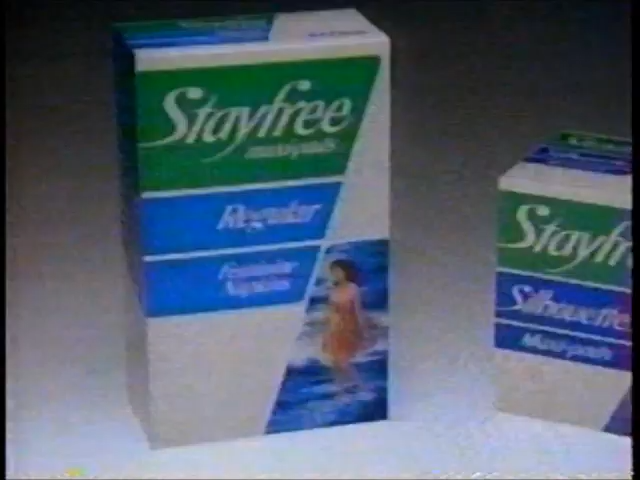 Stayfree
maxi-pads
Regular
Feminine
Napkins
Stayfr
Silhouette
Maxi-pads